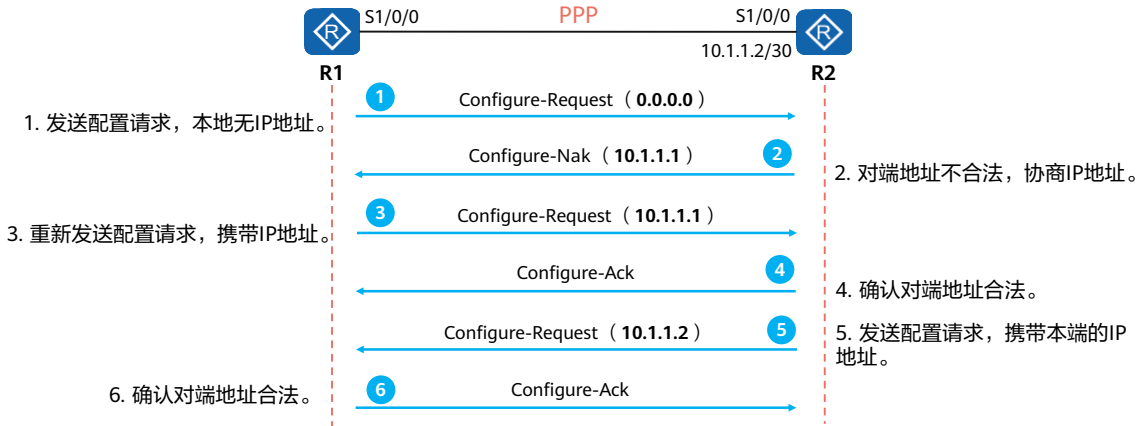 S1/0/0 PPP S1/0/0
R R
10.1.1.2/30
R1 R2
1 Configure-Request（0.0.0.0）
1. 发送配置请求，本地无IP地址。
Configure-Nak（10.1.1.1） 2
2. 对端地址不合法，协商IP地址。
3 Configure-Request（10.1.1.1）
3. 重新发送配置请求，携带IP地址。
Configure-Ack 4
4. 确认对端地址合法。
Configure-Request（10.1.1.2） 5
5. 发送配置请求，携带本端的IP
地址。
6 Configure-Ack
6. 确认对端地址合法。